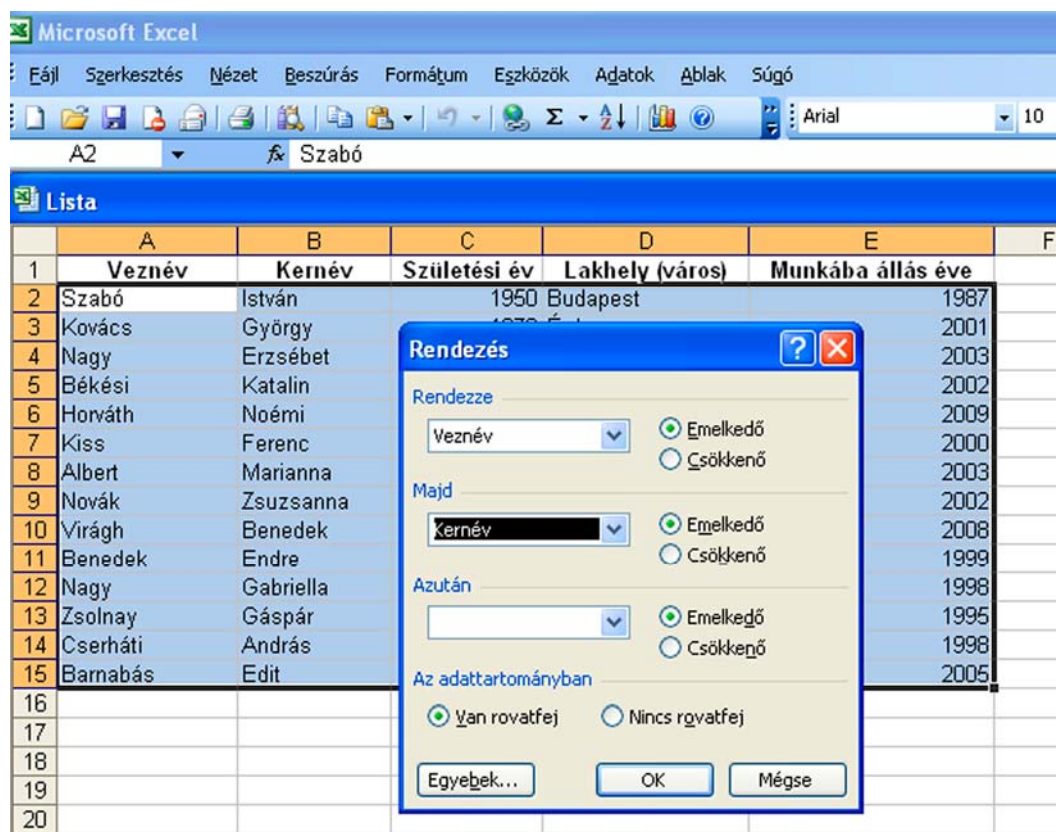 Microsoft Excel
Fájl Szerkesztés Nézet Beszúrás Formátum Eszközök Adatok Ablak Súgó
Arial 10
A2 fx Szabó
Lista
A B C D E F
1 Veznév Kernév Születési év Lakhely (város) Munkába állás éve
2 Szabó István 1950 Budapest 1987
3 Kovács György 2001
4 Nagy Erzsébet 2003
5 Békési Katalin 2002
6 Horváth Noémi 2009
7 Kiss Ferenc 2000
8 Albert Marianna 2003
9 Novák Zsuzsanna 2002
10 Virágh Benedek 2008
11 Benedek Endre 1999
12 Nagy Gabriella 1998
13 Zsolnay Gáspár 1995
14 Cserháti András 1998
15 Barnabás Edit 2005
16
17
18
19
20
Rendezés
Rendezze
Veznév Emelkedő
Csökkenő
Majd
Kernév Emelkedő
Csökkenő
Azután
Emelkedő
Csökkenő
Az adattartományban
Van rovatfej Nincs rovatfej
Egyebek... OK Mégse